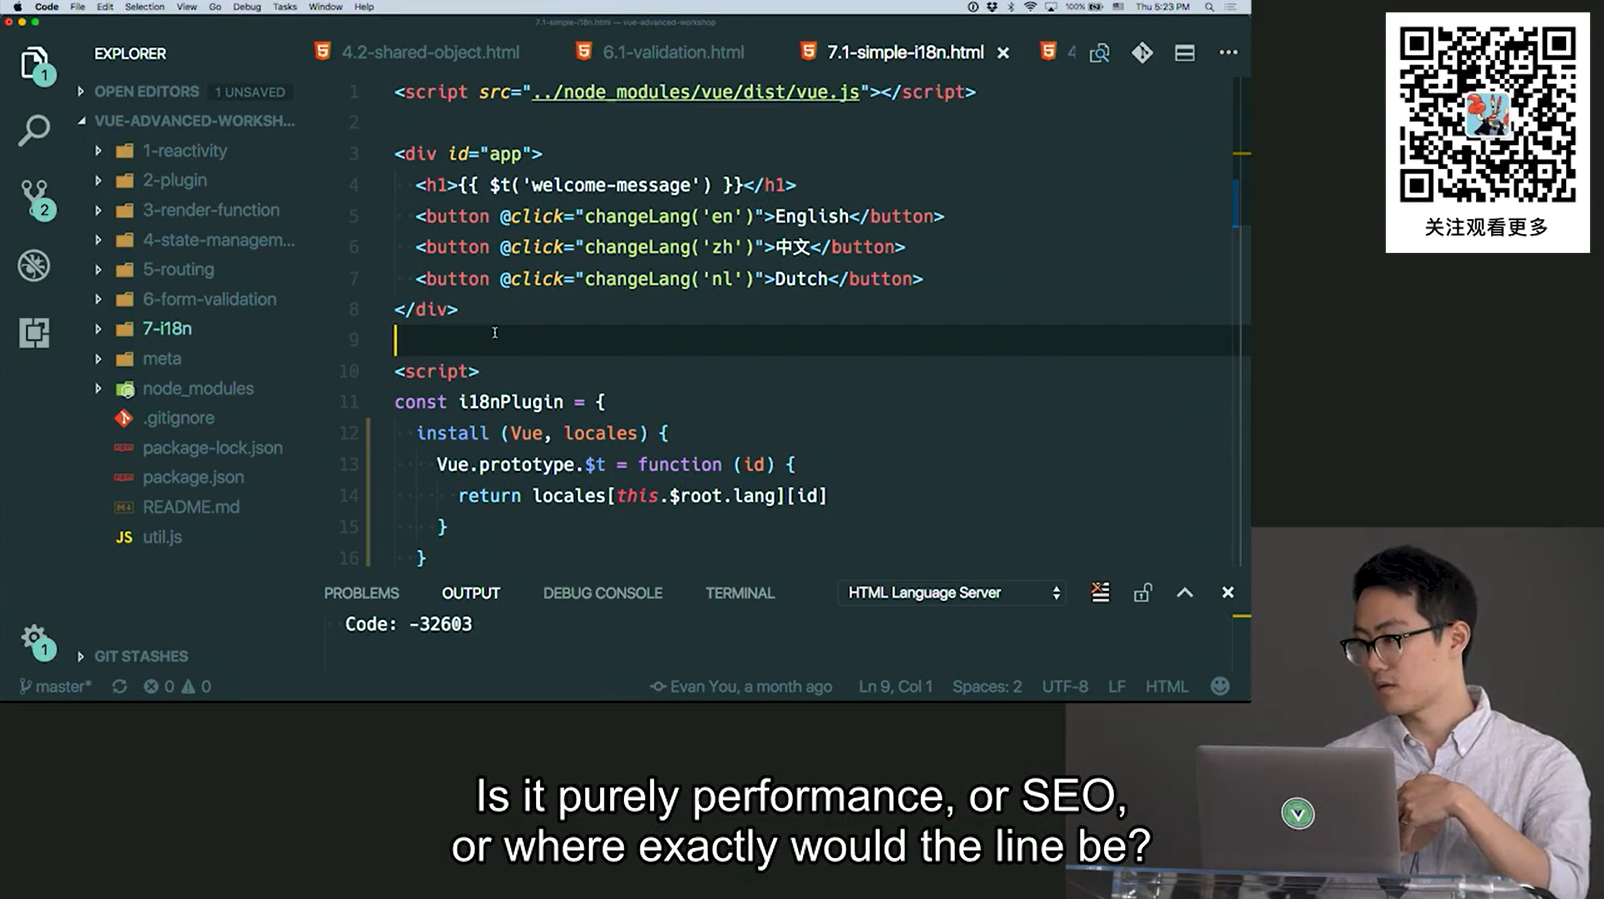 Code File Edit Selection View Go Debug Tasks Window Help 100% Thu 5:23 PM
7.1-simple-i18n.html — vue-advanced-workshop
EXPLORER
1
OPEN EDITORS 1 UNSAVED
VUE-ADVANCED-WORKSH...
1-reactivity
2-plugin
2
3-render-function
4-state-managem...
5-routing
6-form-validation
7-i18n
meta
node_modules
.gitignore
package-lock.json
package.json
README.md
JS util.js
1
GIT STASHES
4.2-shared-object.html 6.1-validation.html 7.1-simple-i18n.html × 4 ...
1 <script src="../node_modules/vue/dist/vue.js"></script>
2
3 <div id="app">
4 <h1>{{ $t('welcome-message') }}</h1>
5 <button @click="changeLang('en')">English</button>
6 <button @click="changeLang('zh')">中文</button>
7 <button @click="changeLang('nl')">Dutch</button>
8 </div>
9
10 <script>
11 const i18nPlugin = {
12 install (Vue, locales) {
13 Vue.prototype.$t = function (id) {
14 return locales[this.$root.lang][id]
15 }
16 }
PROBLEMS OUTPUT DEBUG CONSOLE TERMINAL HTML Language Server
Code: -32603
master* 0 0 Evan You, a month ago Ln 9, Col 1 Spaces: 2 UTF-8 LF HTML
关注观看更多
Is it purely performance, or SEO,
or where exactly would the line be?